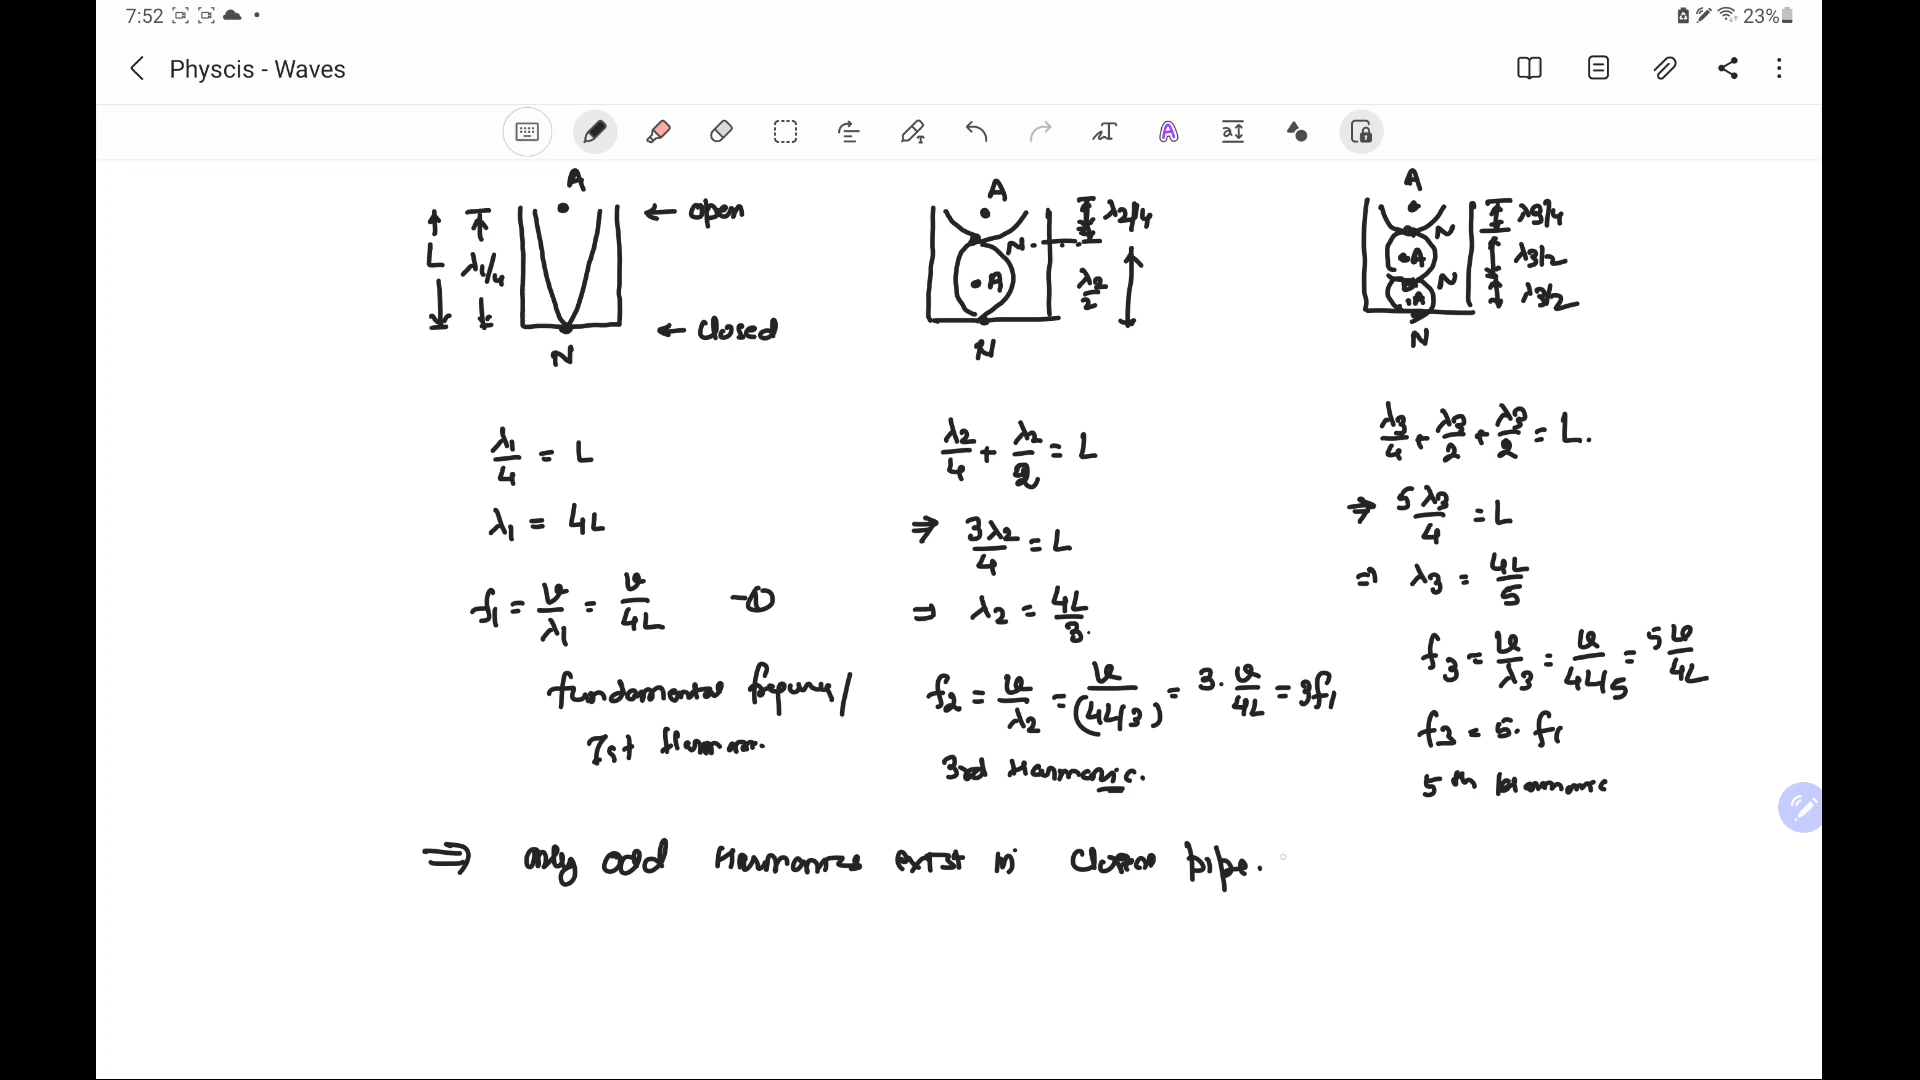 7:52
23%
Physcis - Waves
A
← open
L
λ1/4
← closed
N
λ1/4 = L
λ1 = 4L
f1 = v/λ1 = v/4L —①
fundamental frequency/
Ist Harmon.
A
λ2/4
N
A
λ2/2
N
λ2/4 + λ2/2 = L
⇒ 3λ2/4 = L
⇒ λ2 = 4L/3.
f2 = v/λ2 = v/(4L/3) = 3. v/4L = 3f1
3rd Harmonic.
A
λ3/4
N
A
λ3/2
N
A
λ3/2
N
λ3/4 + λ3/2 + λ3/2 = L.
⇒ 5λ3/4 = L
⇒ λ3 = 4L/5
f3 = v/λ3 = v/4L/5 = 5v/4L
f3 = 5. f1
5th Harmonic
⇒ only odd Harmonics exist in closed pipe.